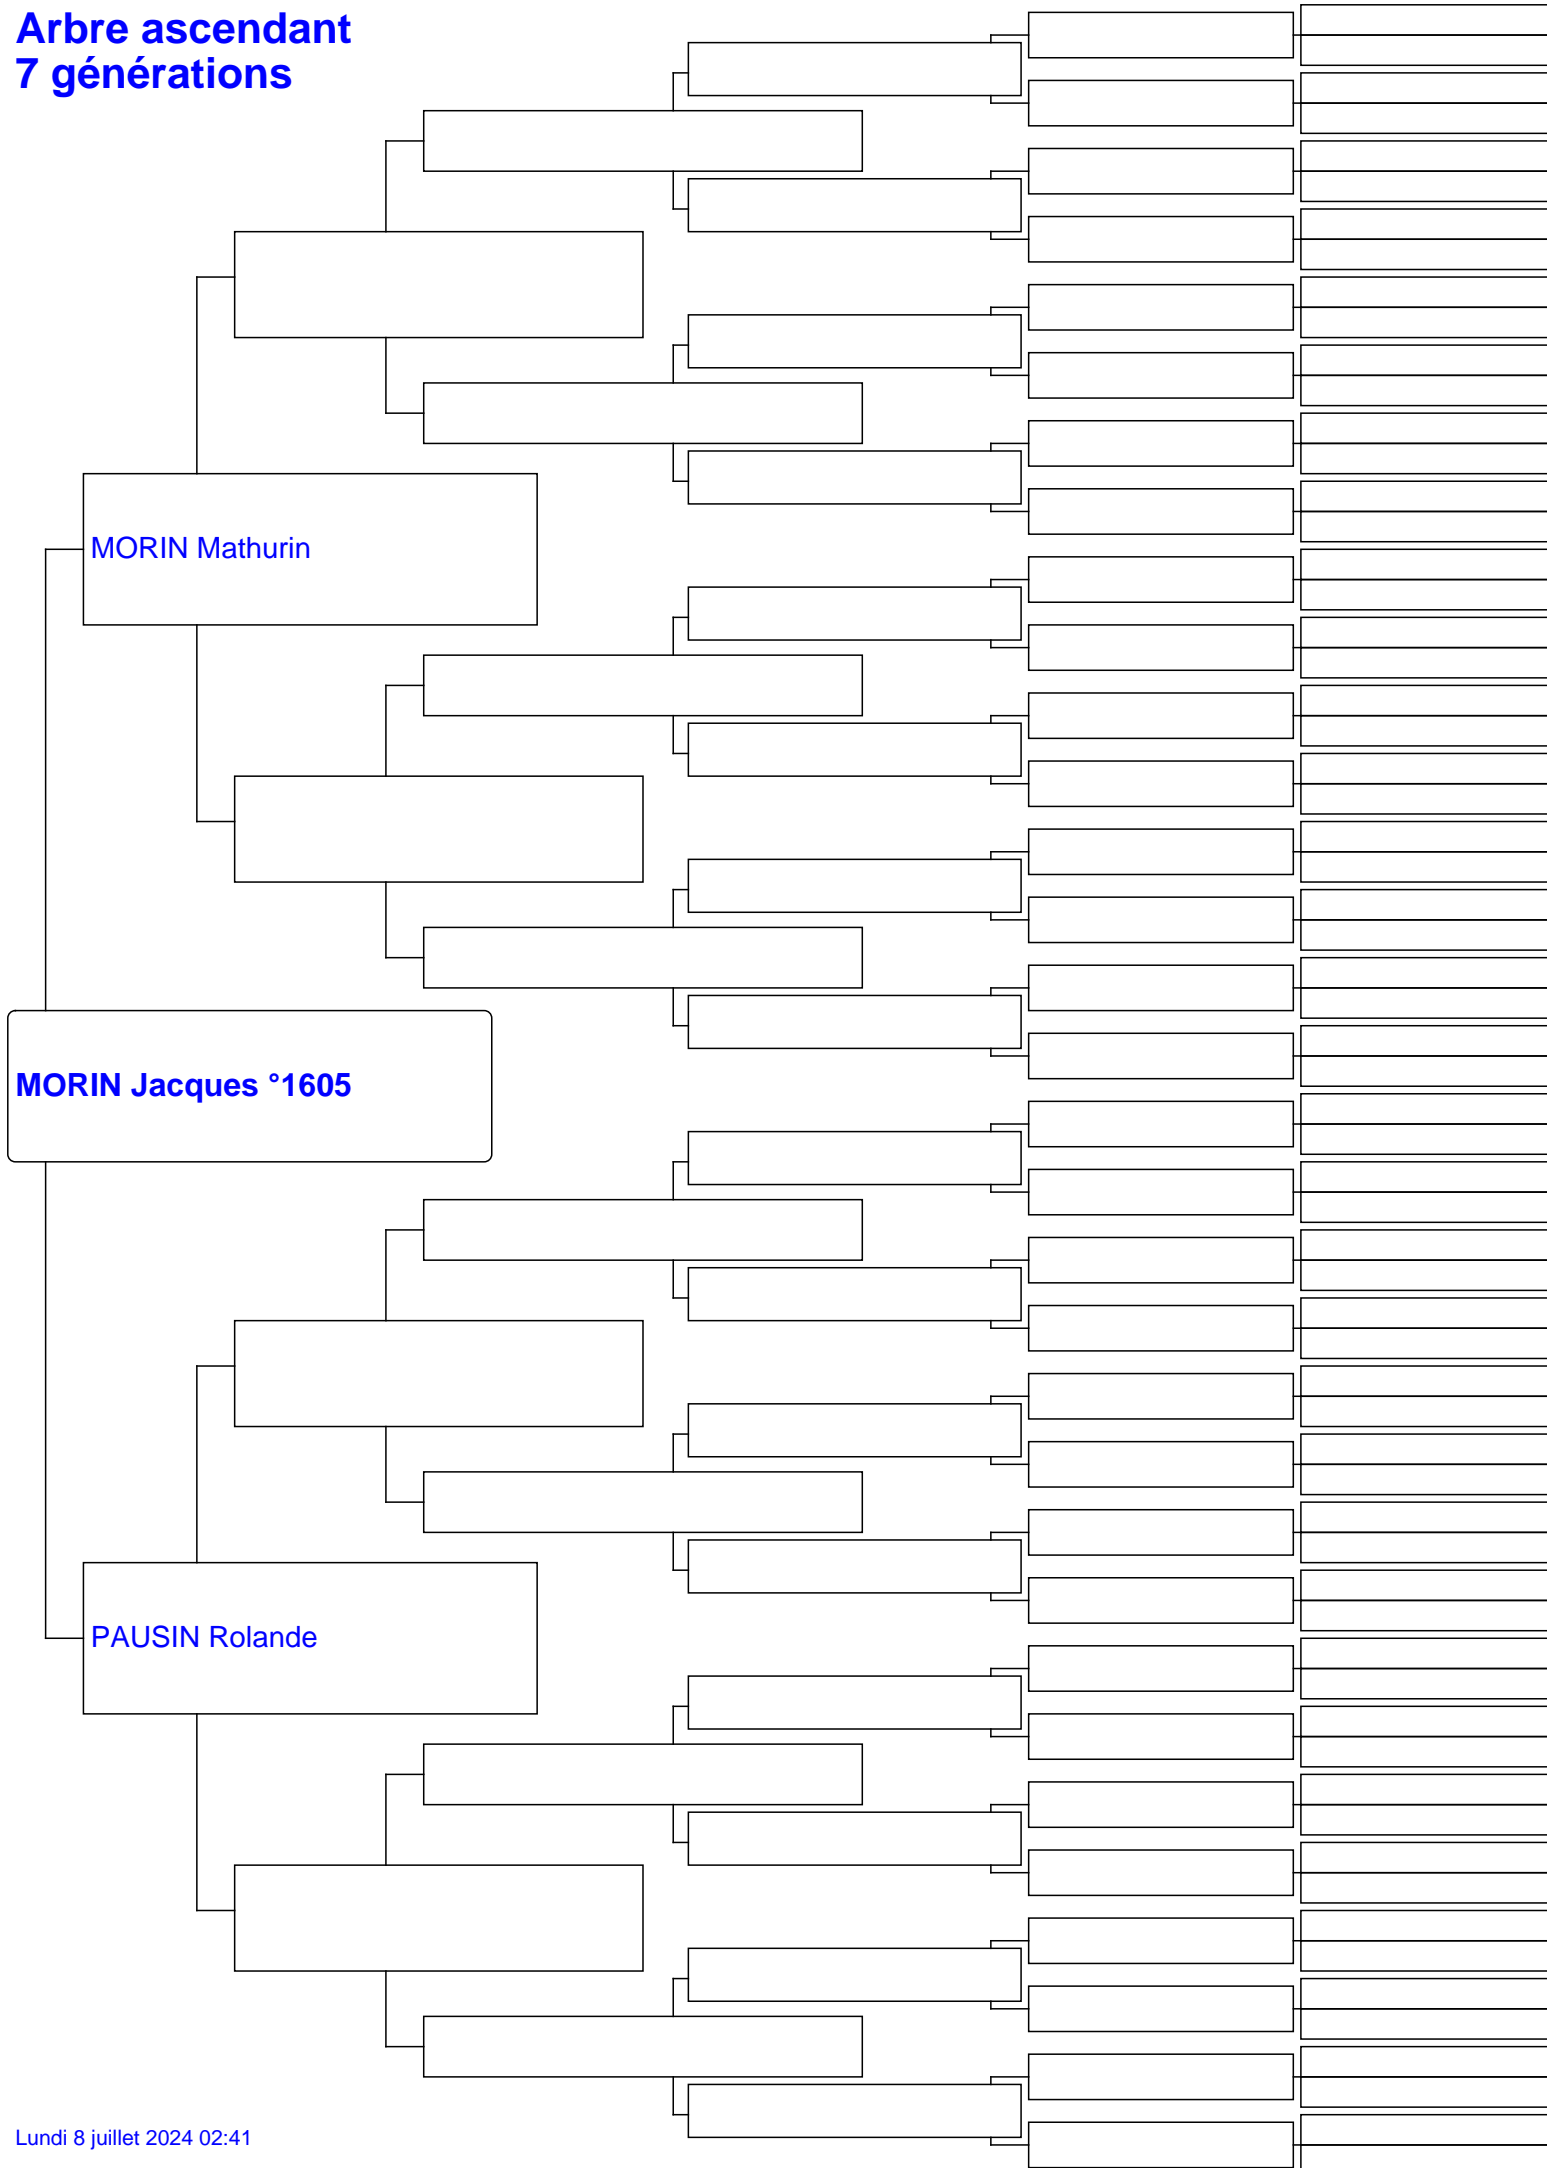 Arbre ascendant
7 générations
MORIN Mathurin
MORIN Jacques °1605
PAUSIN Rolande
Lundi 8 juillet 2024 02:41